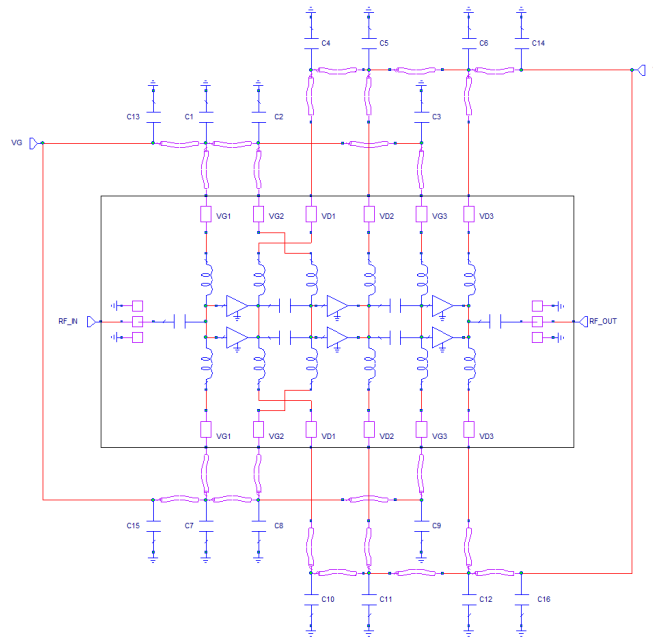 C4 C5 C6 C14
C13 C1 C2 C3
VG
VG1 VG2 VD1 VD2 VG3 VD3
RF_IN RF_OUT
VG1 VG2 VD1 VD2 VG3 VD3
C15 C7 C8 C9
C10 C11 C12 C16